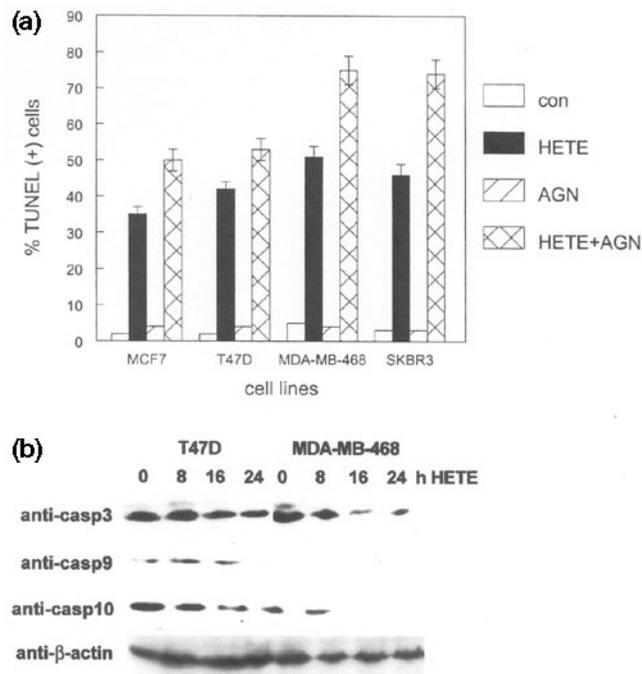 (a)
90
80
70
60
50
40
30
20
10
0
% TUNEL (+) cells
MCF7 T47D MDA-MB-468 SKBR3
cell lines
con
HETE
AGN
HETE+AGN
(b)
T47D MDA-MB-468
0 8 16 24 0 8 16 24 h HETE
anti-casp3
anti-casp9
anti-casp10
anti-β-actin